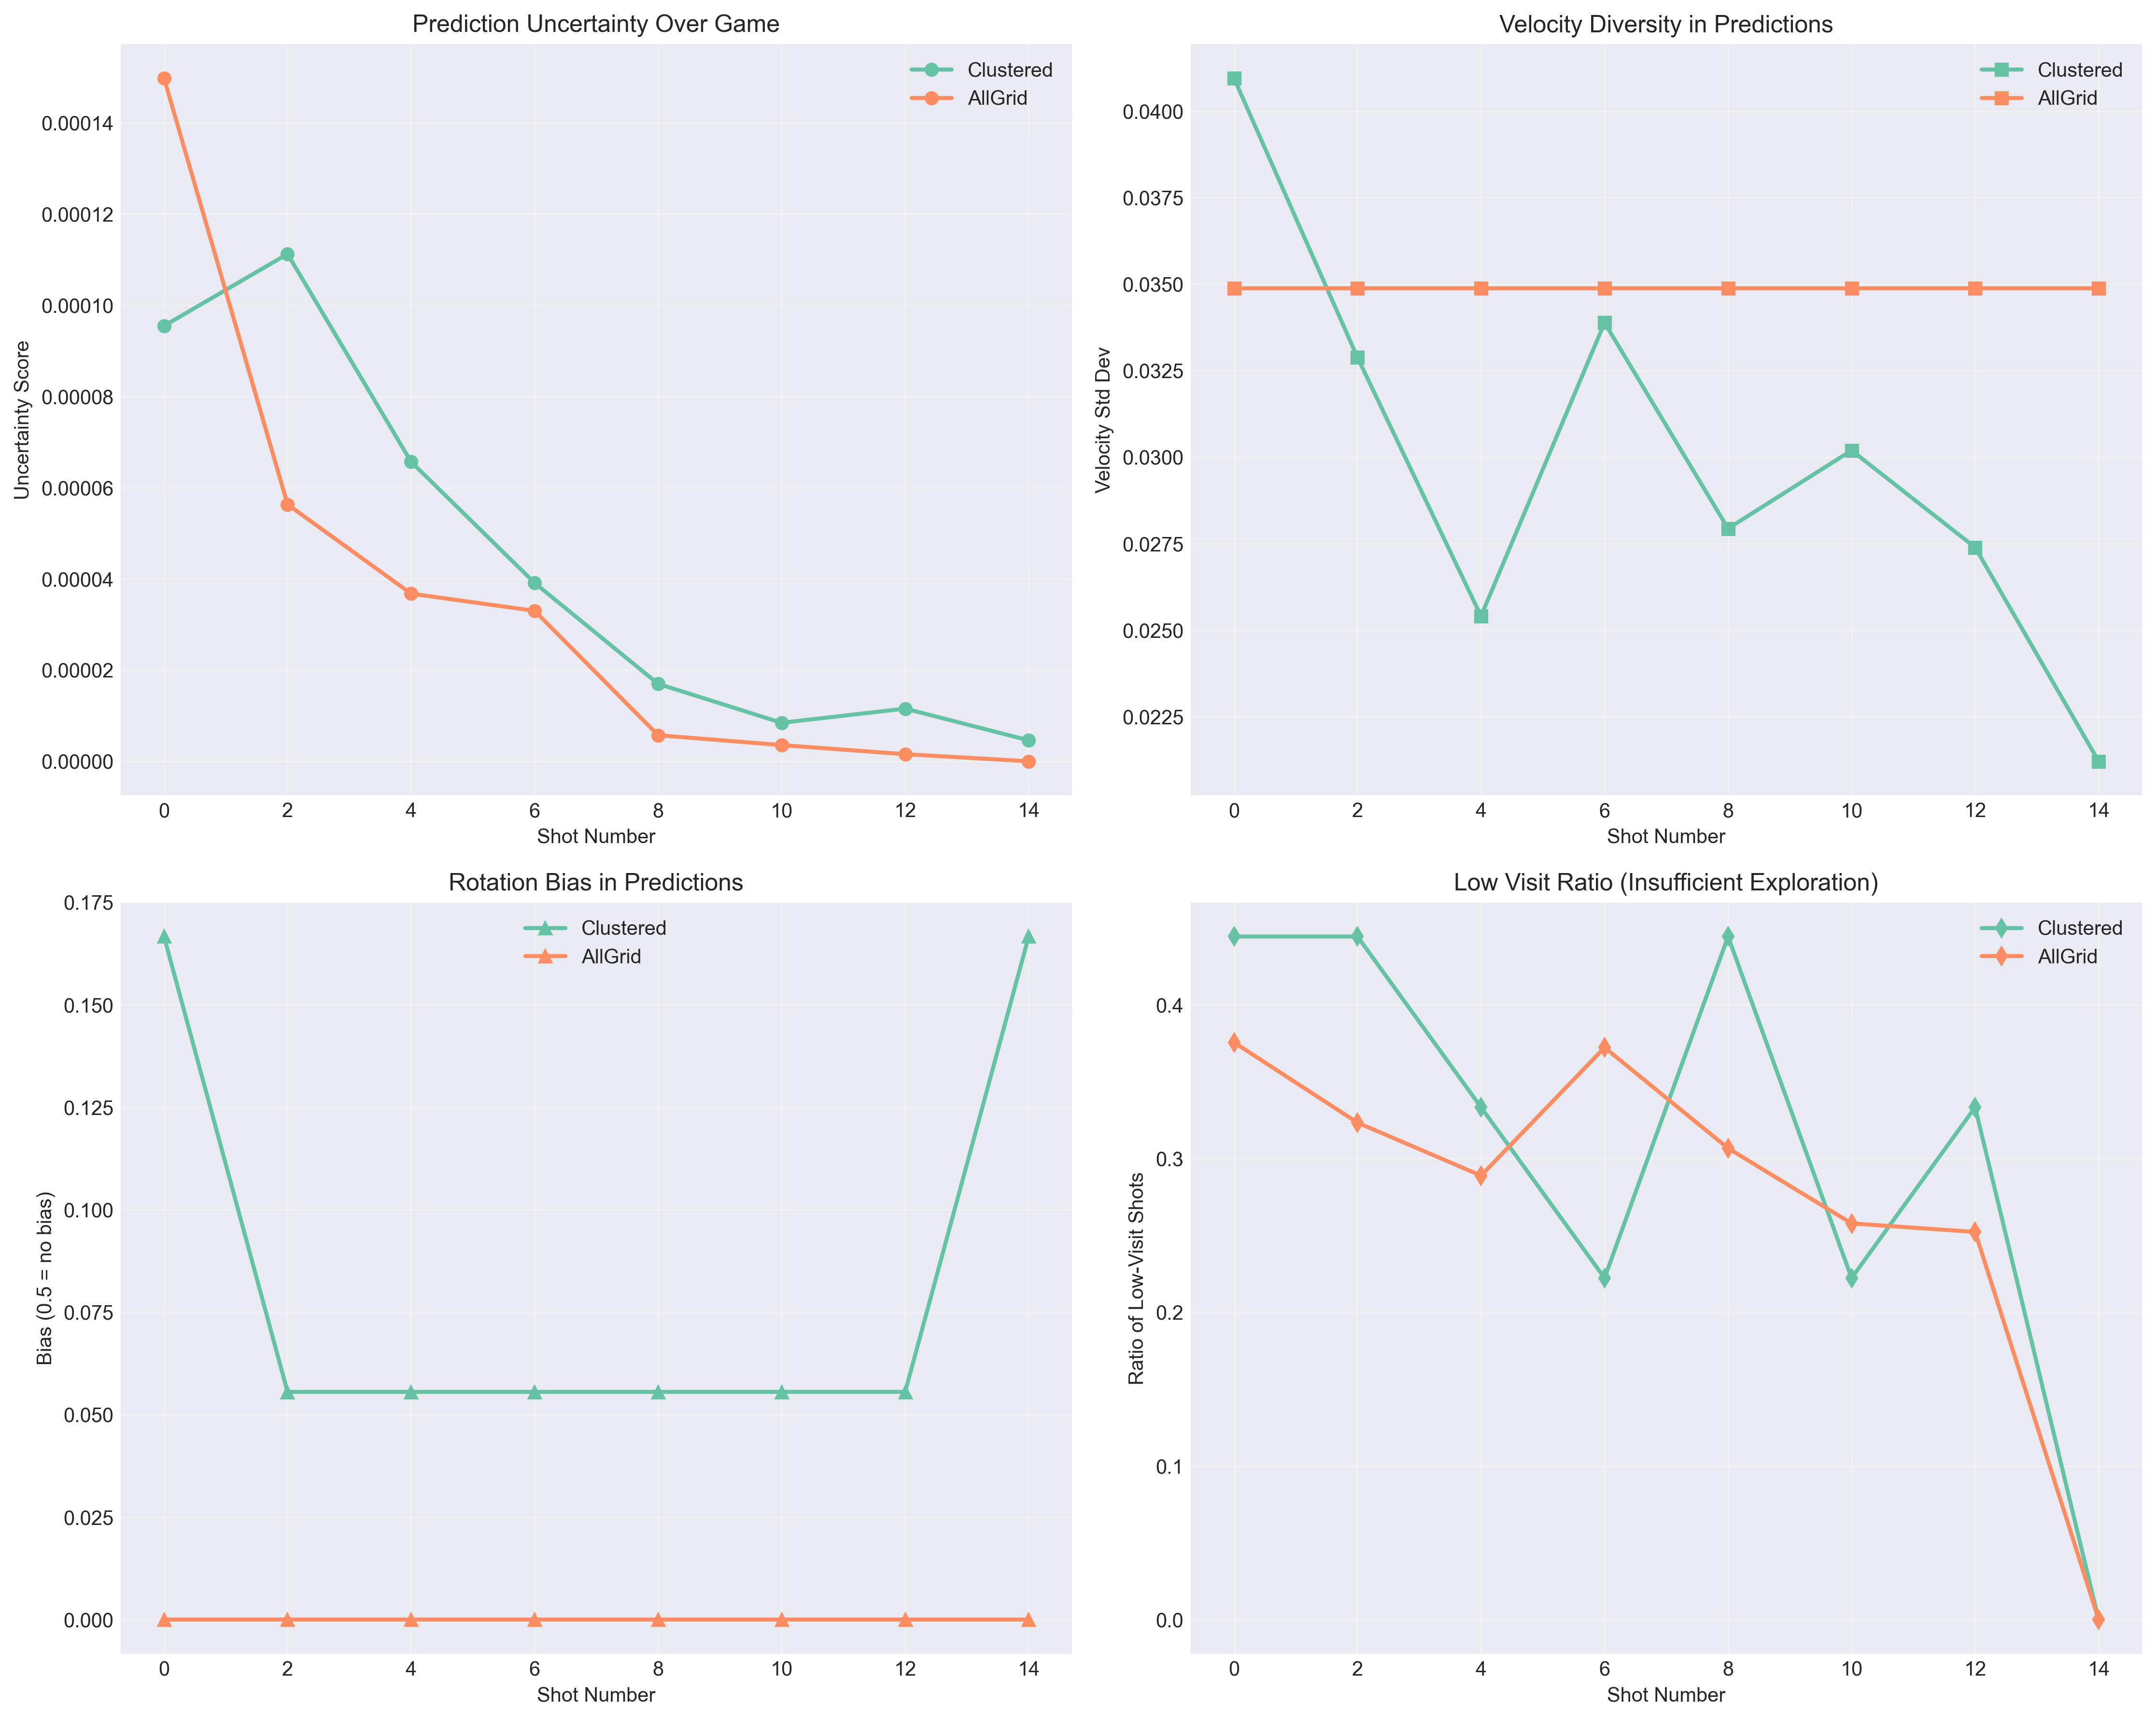 Prediction Uncertainty Over Game
Clustered
AllGrid
0.00014
0.00012
0.00010
0.00008
0.00006
0.00004
0.00002
0.00000
Uncertainty Score
0 2 4 6 8 10 12 14
Shot Number
Velocity Diversity in Predictions
Clustered
AllGrid
0.0400
0.0375
0.0350
0.0325
0.0300
0.0275
0.0250
0.0225
Velocity Std Dev
0 2 4 6 8 10 12 14
Shot Number
Rotation Bias in Predictions
Clustered
AllGrid
0.175
0.150
0.125
0.100
0.075
0.050
0.025
0.000
Bias (0.5 = no bias)
0 2 4 6 8 10 12 14
Shot Number
Low Visit Ratio (Insufficient Exploration)
Clustered
AllGrid
0.4
0.3
0.2
0.1
0.0
Ratio of Low-Visit Shots
0 2 4 6 8 10 12 14
Shot Number